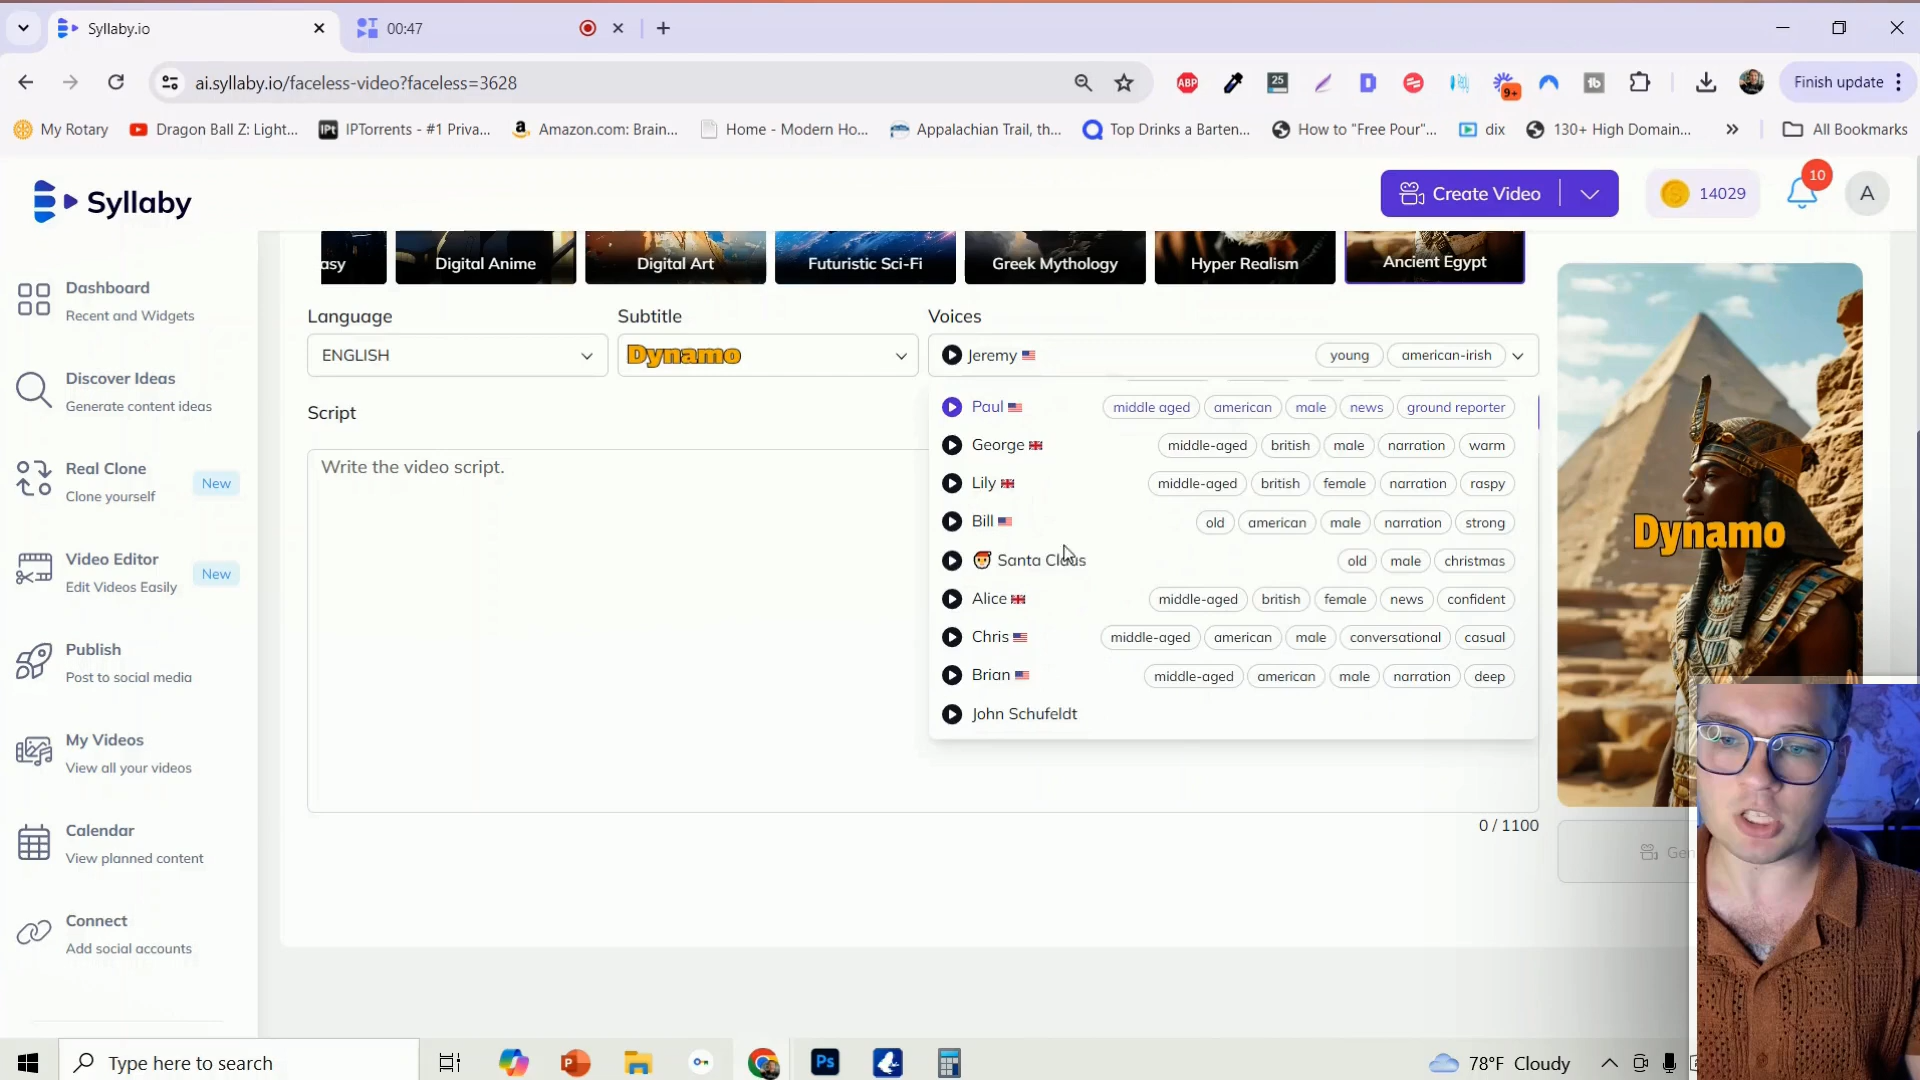 Syllaby.io
00:47
ai.syllaby.io/faceless-video?faceless=3628
ABP
25
9+
tb
Finish update
My Rotary
Dragon Ball Z: Light...
IPt
IPTorrents - #1 Priva...
Amazon.com: Brain...
Home - Modern Ho...
Appalachian Trail, th...
Top Drinks a Barten...
How to "Free Pour"...
dix
130+ High Domain...
All Bookmarks
Syllaby
Create Video
14029
10
A
Dashboard
Recent and Widgets
Discover Ideas
Generate content ideas
Real Clone
Clone yourself
New
Video Editor
Edit Videos Easily
New
Publish
Post to social media
My Videos
View all your videos
Calendar
View planned content
Connect
Add social accounts
asy
Digital Anime
Digital Art
Futuristic Sci-Fi
Greek Mythology
Hyper Realism
Ancient Egypt
Language
Subtitle
Voices
ENGLISH
Dynamo
Jeremy young american-irish
Script
Write the video script.
Paul middle aged american male news ground reporter
George middle-aged british male narration warm
Lily middle-aged british female narration raspy
Bill old american male narration strong
Santa Claus old male christmas
Alice middle-aged british female news confident
Chris middle-aged american male conversational casual
Brian middle-aged american male narration deep
John Schufeldt
0 / 1100
Dynamo
Gen
Type here to search
Ps
78°F Cloudy